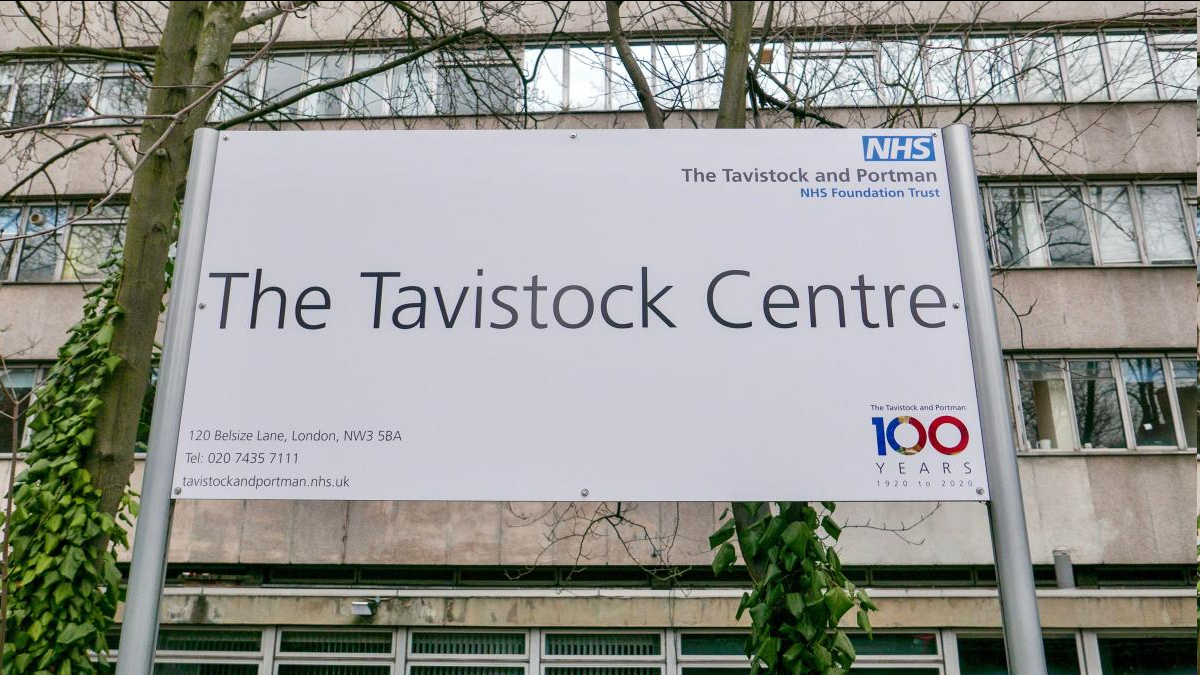 NHS
The Tavistock and Portman
NHS Foundation Trust
The Tavistock Centre
120 Belsize Lane, London, NW3 5BA
Tel: 020 7435 7111
tavistockandportman.nhs.uk
The Tavistock and Portman
100
YEARS
1920 to 2020